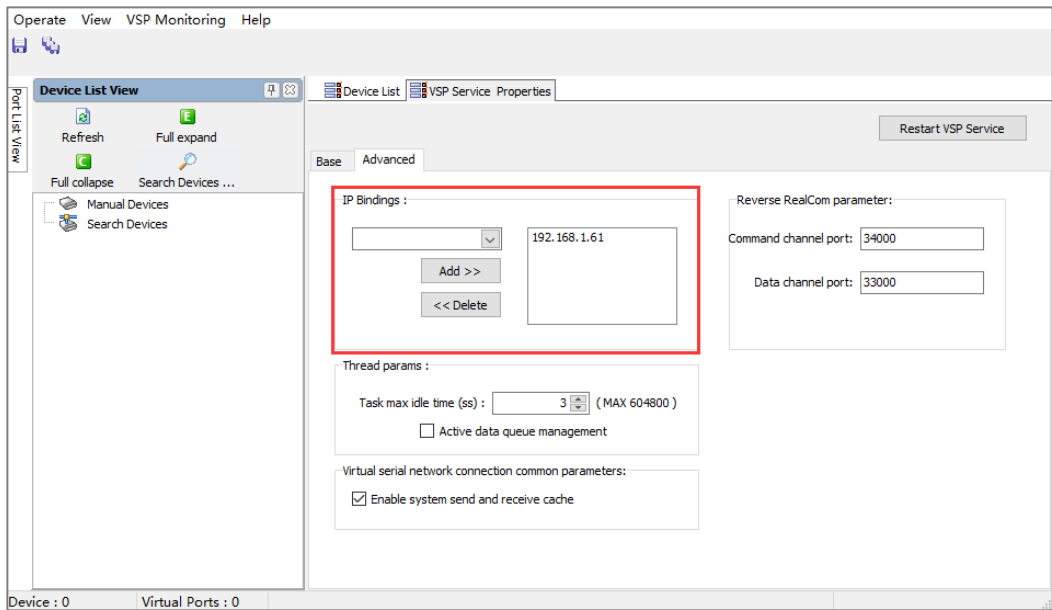 Operate View VSP Monitoring Help
Port List View
Device List View
Refresh
Full expand
Full collapse
Search Devices ...
Manual Devices
Search Devices
Device List
VSP Service Properties
Restart VSP Service
Base
Advanced
IP Bindings :
192.168.1.61
Add >>
<< Delete
Reverse RealCom parameter:
Command channel port: 34000
Data channel port: 33000
Thread params :
Task max idle time (ss) : 3 ( MAX 604800 )
Active data queue management
Virtual serial network connection common parameters:
Enable system send and receive cache
Device : 0
Virtual Ports : 0